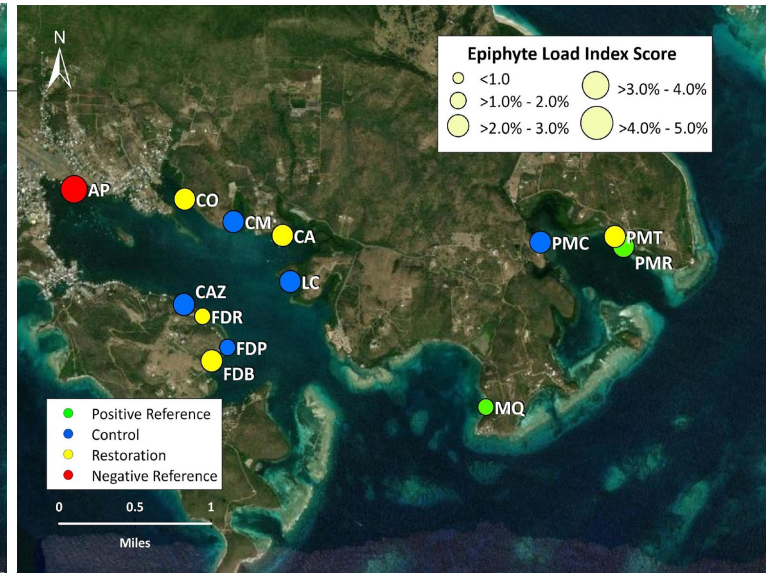 N
Epiphyte Load Index Score
<1.0
>3.0% - 4.0%
>1.0% - 2.0%
>2.0% - 3.0%
>4.0% - 5.0%
AP
CO
CM
CA
PMC
PMT
PMR
LC
CAZ
FDR
FDP
FDB
MQ
Positive Reference
Control
Restoration
Negative Reference
0 0.5 1
Miles